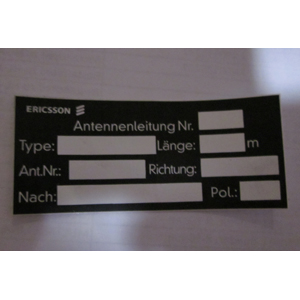 ERICSSON
Antennenleitung Nr.
Type: Länge: m
Ant.Nr.: Richtung:
Nach: Pol.: